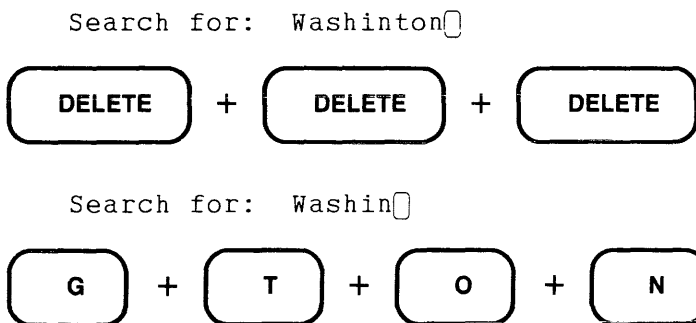 Search for: Washinton
DELETE + DELETE + DELETE
Search for: Washin
G + T + O + N